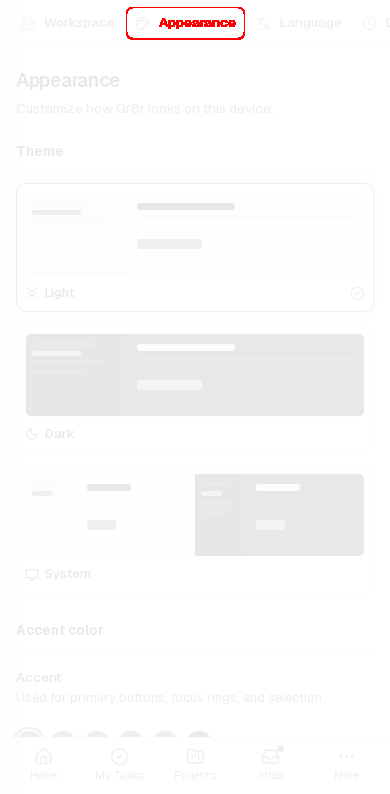 Workspace
Appearance
Language
Appearance
Customize how Gr8r looks on this device.
Theme
Light
Dark
System
Accent color
Accent
Used for primary buttons, focus rings, and selection.
Home
My Tasks
Projects
Inbox
More